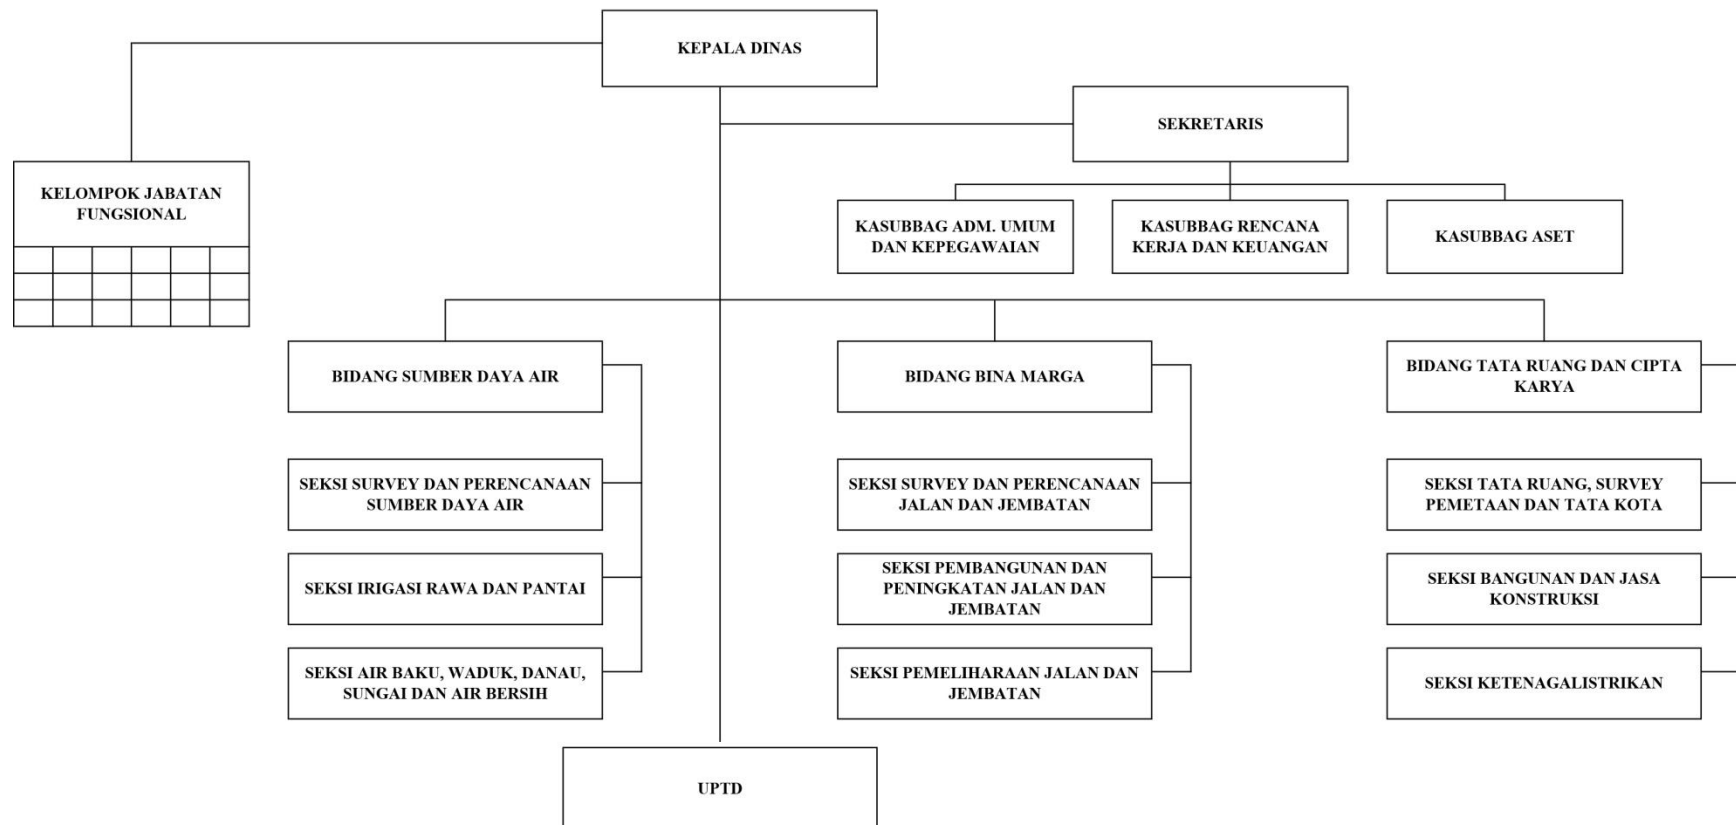 KEPALA DINAS
SEKRETARIS
KELOMPOK JABATAN
FUNGSIONAL
KASUBBAG ADM. UMUM
DAN KEPEGAWAIAN
KASUBBAG RENCANA
KERJA DAN KEUANGAN
KASUBBAG ASET
BIDANG SUMBER DAYA AIR
BIDANG BINA MARGA
BIDANG TATA RUANG DAN CIPTA
KARYA
SEKSI SURVEY DAN PERENCANAAN
SUMBER DAYA AIR
SEKSI SURVEY DAN PERENCANAAN
JALAN DAN JEMBATAN
SEKSI TATA RUANG, SURVEY
PEMETAAN DAN TATA KOTA
SEKSI IRIGASI RAWA DAN PANTAI
SEKSI PEMBANGUNAN DAN
PENINGKATAN JALAN DAN
JEMBATAN
SEKSI BANGUNAN DAN JASA
KONSTRUKSI
SEKSI AIR BAKU, WADUK, DANAU,
SUNGAI DAN AIR BERSIH
SEKSI PEMELIHARAAN JALAN DAN
JEMBATAN
SEKSI KETENAGALISTRIKAN
UPTD